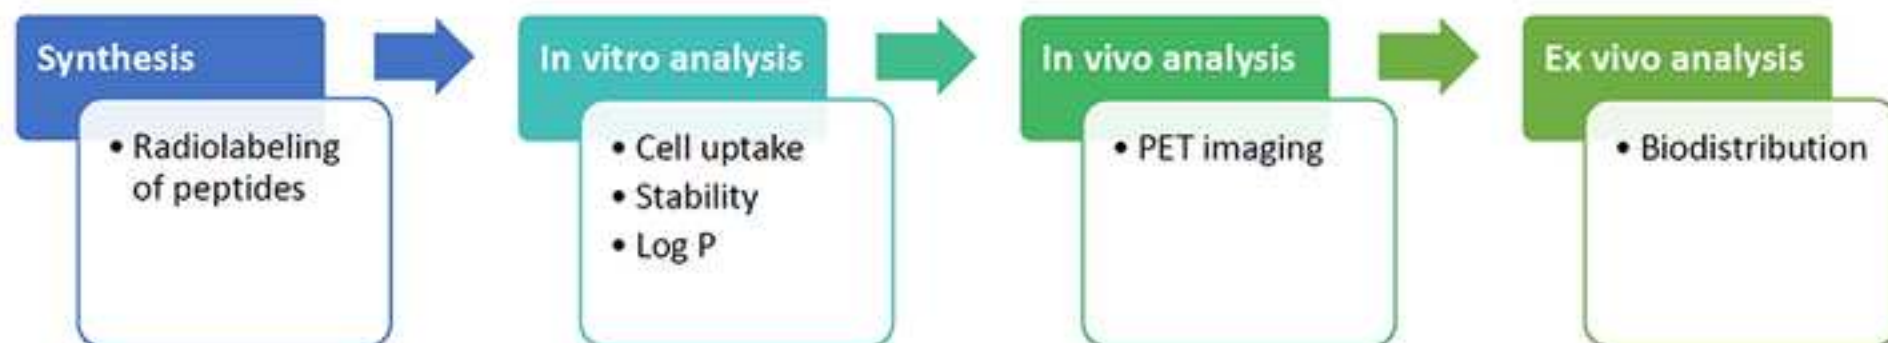 Synthesis
• Radiolabeling
of peptides
In vitro analysis
• Cell uptake
• Stability
• Log P
In vivo analysis
• PET imaging
Ex vivo analysis
• Biodistribution